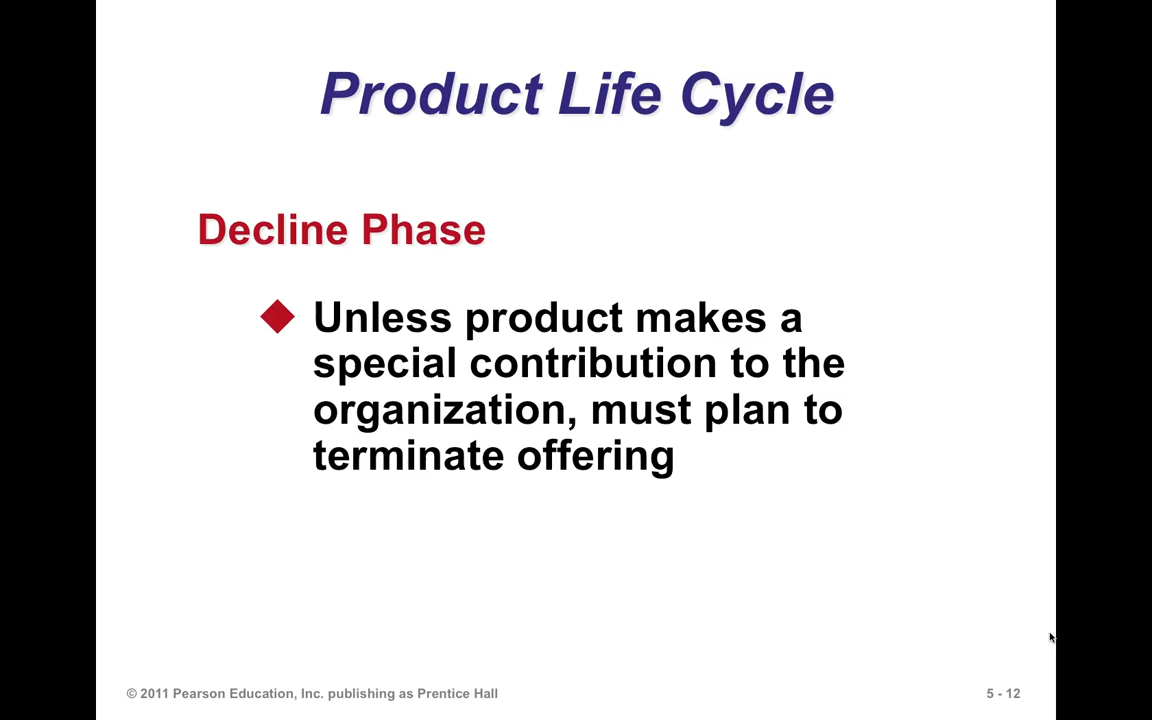 Product Life Cycle
Decline Phase
Unless product makes a
special contribution to the
organization, must plan to
terminate offering
© 2011 Pearson Education, Inc. publishing as Prentice Hall
5 - 12